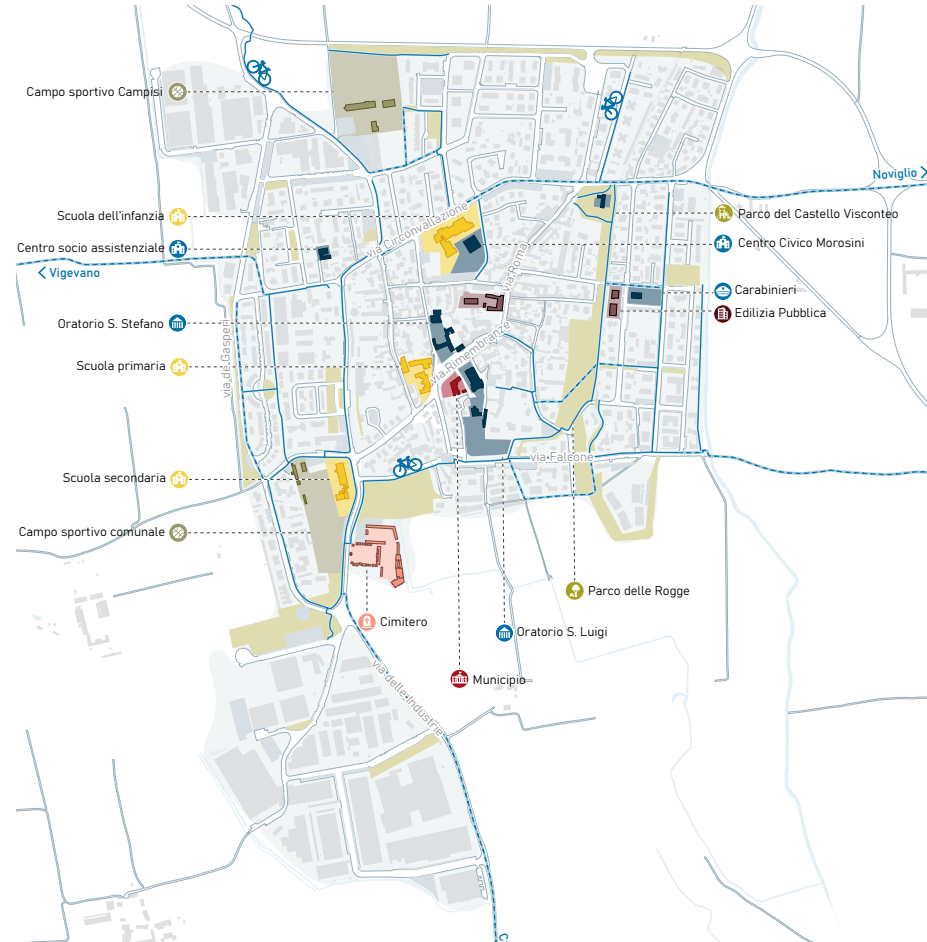 Campo sportivo Campisi
Noviglio
Scuola dell'infanzia
Parco del Castello Visconteo
via Circonvallazione
Centro socio assistenziale
Centro Civico Morosini
Vigevano
via Roma
Carabinieri
Edilizia Pubblica
Oratorio S. Stefano
via de Gasperi
via Rimembranze
Scuola primaria
via Falcone
Scuola secondaria
Campo sportivo comunale
Parco delle Rogge
Cimitero
Oratorio S. Luigi
Municipio
via delle Industrie